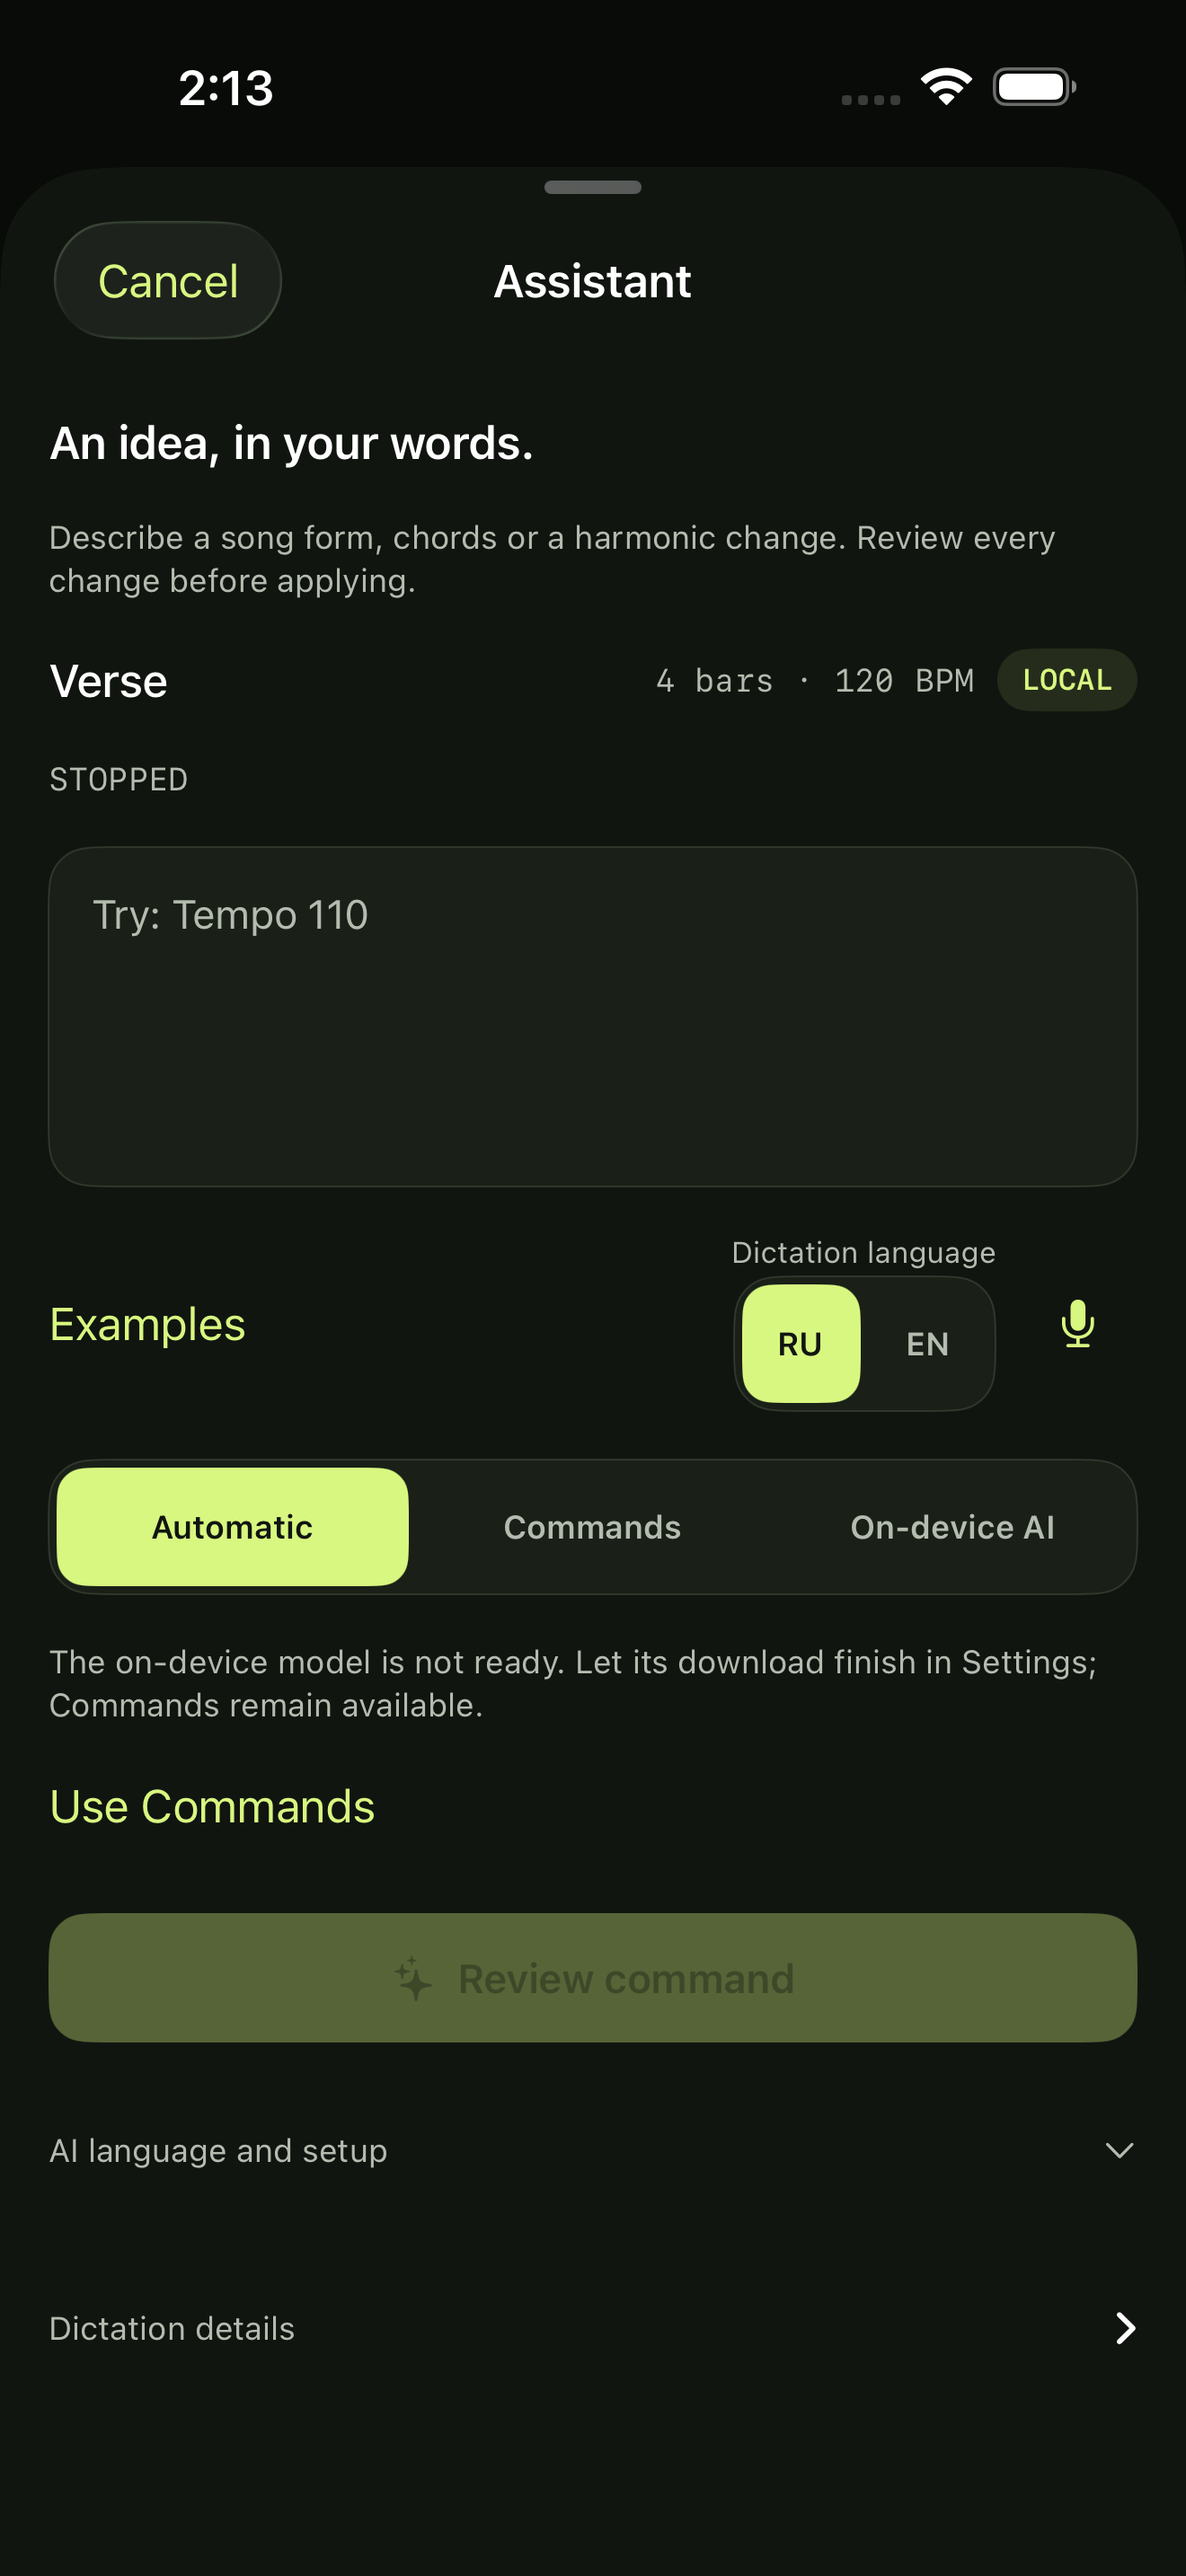 2:13
Cancel
Assistant
An idea, in your words.
Describe a song form, chords or a harmonic change. Review every
change before applying.
Verse
4 bars · 120 BPM
LOCAL
STOPPED
Try: Tempo 110
Dictation language
Examples
RU
EN
Automatic
Commands
On-device AI
The on-device model is not ready. Let its download finish in Settings;
Commands remain available.
Use Commands
Review command
AI language and setup
Dictation details